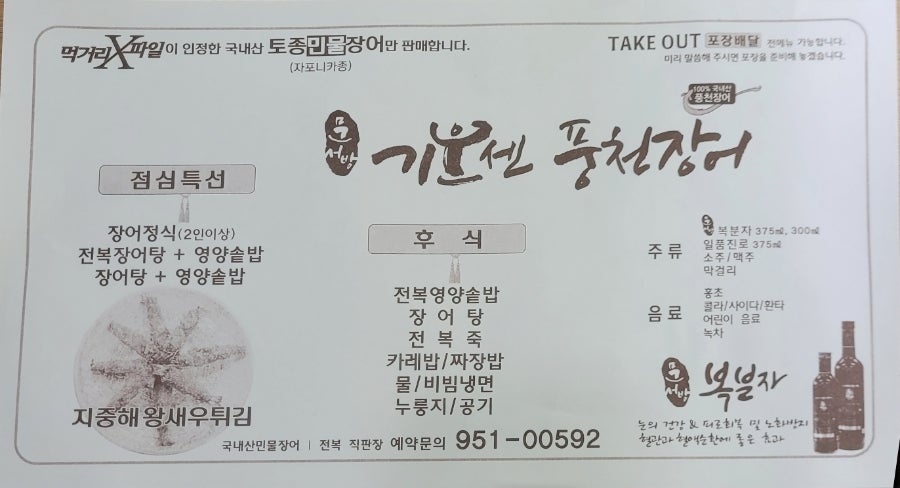 먹거리X파일이 인정한 국내산 토종민물장어만 판매합니다.
(자포니카종)
TAKE OUT 포장배달 전메뉴 가능합니다.
미리 말씀해 주시면 포장을 준비해 놓겠습니다.
100% 국내산
풍천장어
모서방 기운센 풍천장어
점심특선
장어정식(2인이상)
전복장어탕 + 영양솥밥
장어탕 + 영양솥밥
지중해왕새우튀김
후 식
전복영양솥밥
장 어 탕
전 복 죽
카레밥/짜장밥
물/비빔냉면
누룽지/공기
주류
복분자 375㎖, 300㎖
일품진로 375㎖
소주/맥주
막걸리
음료
홍초
콜라/사이다/환타
어린이 음료
녹차
모서방 복분자
눈의 건강 & 피로회복 및 노화방지
혈관과 혈액순환에 좋은 효과
국내산민물장어 | 전복 직판장 예약문의 951-00592